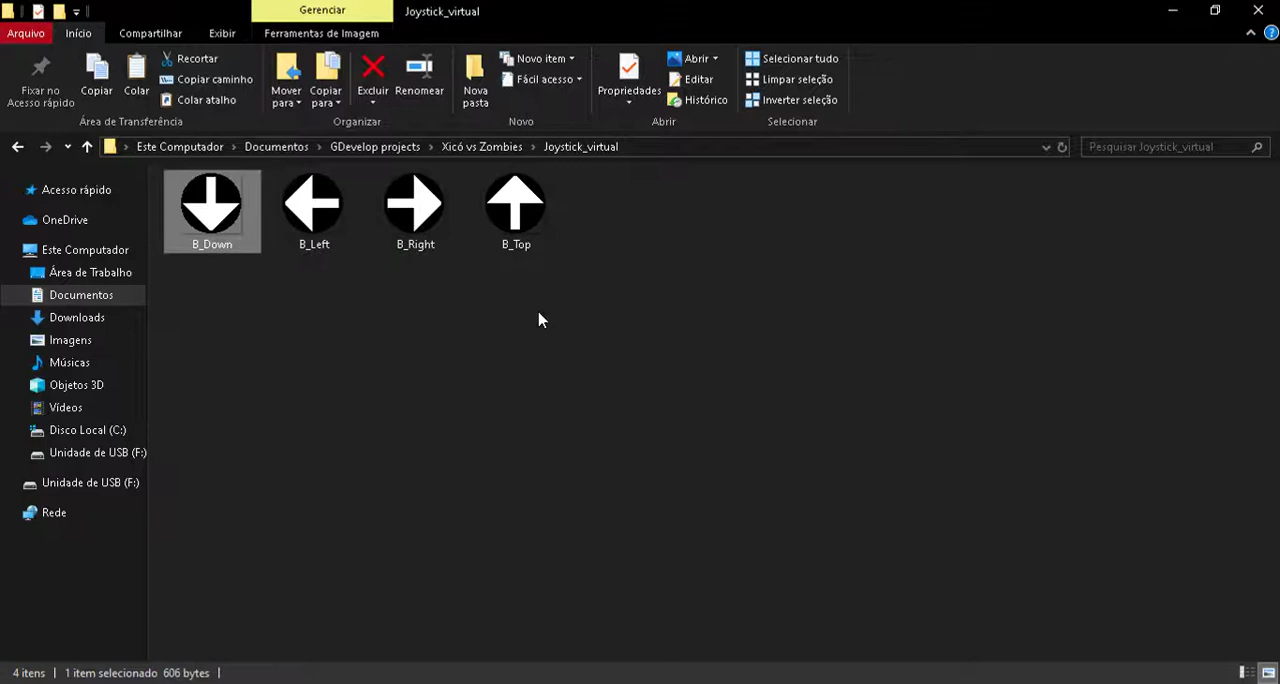 Gerenciar
Joystick_virtual
Arquivo
Início
Compartilhar
Exibir
Ferramentas de Imagem
Fixar no
Acesso rápido
Copiar
Colar
Recortar
Copiar caminho
Colar atalho
Área de Transferência
Mover
para
Copiar
para
Excluir
Renomear
Organizar
Nova
pasta
Novo item
Fácil acesso
Novo
Propriedades
Abrir
Editar
Histórico
Abrir
Selecionar tudo
Limpar seleção
Inverter seleção
Selecionar
Este Computador
Documentos
GDevelop projects
Xicó vs Zombies
Joystick_virtual
Pesquisar Joystick_virtual
Acesso rápido
OneDrive
Este Computador
Área de Trabalho
Documentos
Downloads
Imagens
Músicas
Objetos 3D
Vídeos
Disco Local (C:)
Unidade de USB (F:)
Unidade de USB (F:)
Rede
B_Down
B_Left
B_Right
B_Top
4 itens
1 item selecionado 606 bytes